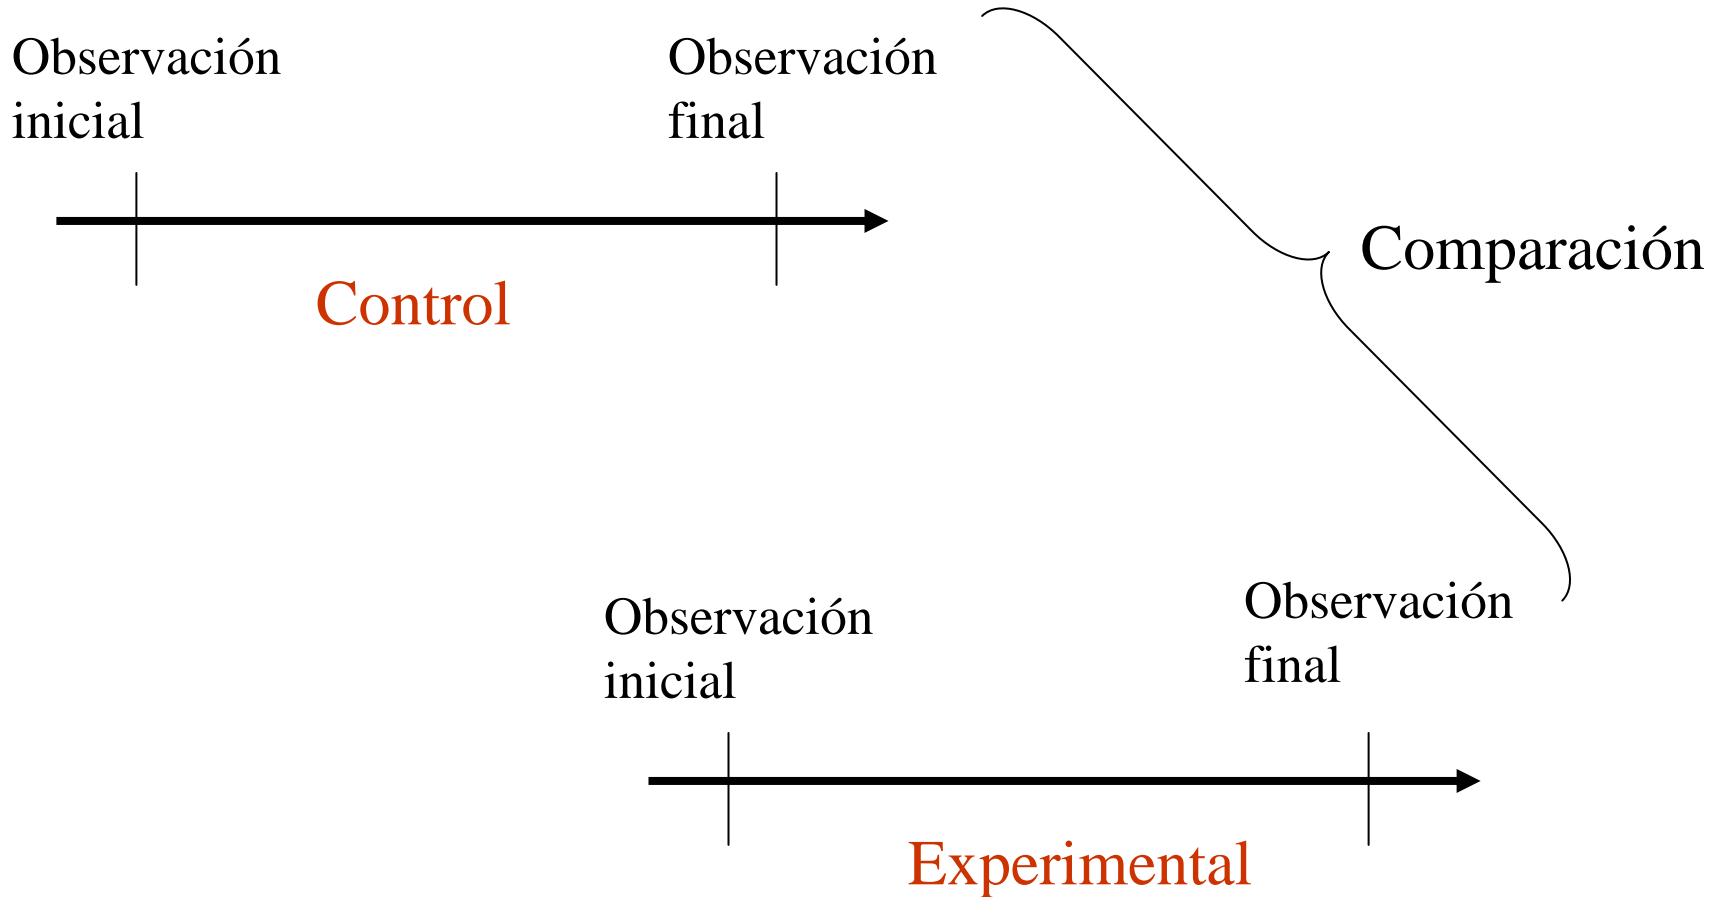 Observación
inicial
Observación
final
Control
Comparación
Observación
inicial
Observación
final
Experimental